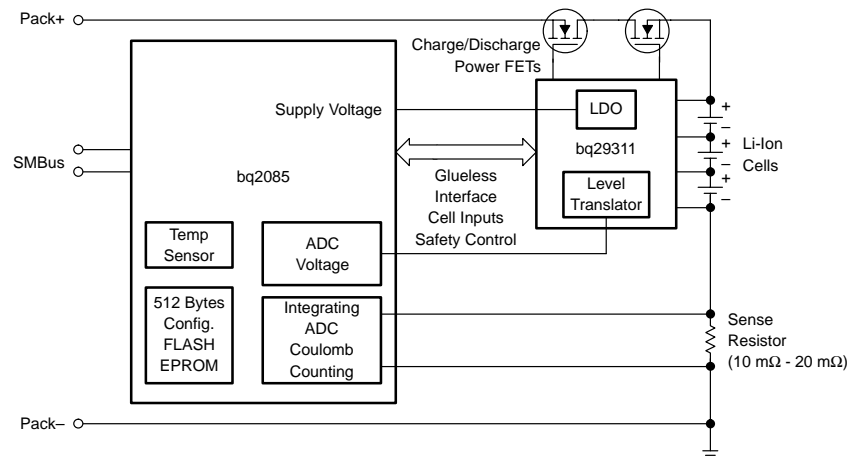 Pack+
Charge/Discharge
Power FETs
Supply Voltage
LDO
bq29311
+
–
+
–
+
–
Li-Ion
Cells
SMBus
bq2085
Glueless
Interface
Cell Inputs
Safety Control
Level
Translator
Temp
Sensor
ADC
Voltage
512 Bytes
Config.
FLASH
EPROM
Integrating
ADC
Coulomb
Counting
Sense
Resistor
(10 mΩ - 20 mΩ)
Pack–